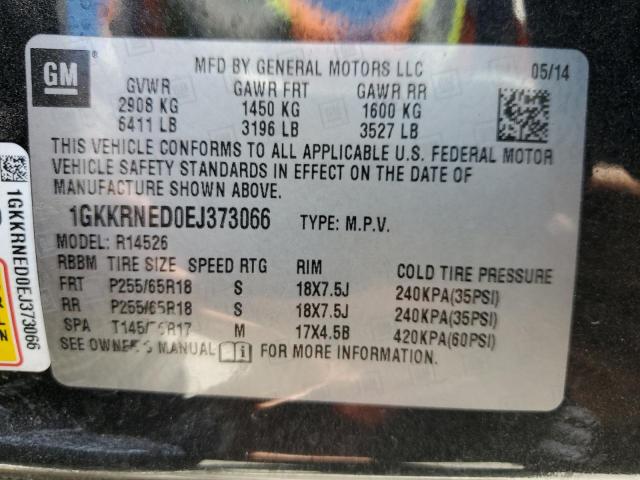 GM
MFD BY GENERAL MOTORS LLC 05/14
GVWR GAWR FRT GAWR RR
2908 KG 1450 KG 1600 KG
6411 LB 3196 LB 3527 LB
THIS VEHICLE CONFORMS TO ALL APPLICABLE U.S. FEDERAL MOTOR
VEHICLE SAFETY STANDARDS IN EFFECT ON THE DATE OF
MANUFACTURE SHOWN ABOVE.
1GKKRNED0EJ373066 TYPE: M.P.V.
MODEL: R14526
RBBM TIRE SIZE SPEED RTG RIM COLD TIRE PRESSURE
FRT P255/65R18 S 18X7.5J 240KPA(35PSI)
RR P255/65R18 S 18X7.5J 240KPA(35PSI)
SPA M 17X4.5B 420KPA(60PSI)
SEE OWNER'S MANUAL FOR MORE INFORMATION.
1GKKRNED0EJ373066